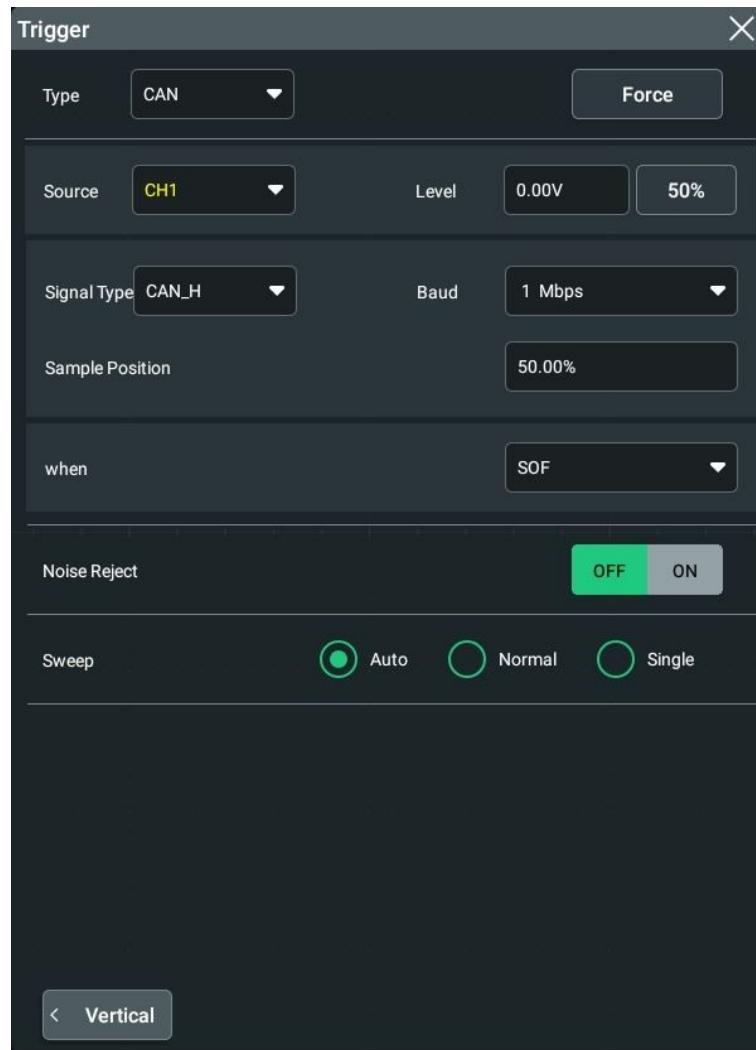 Trigger
Type CAN Force
Source CH1 Level 0.00V 50%
Signal Type CAN_H Baud 1 Mbps
Sample Position 50.00%
when SOF
Noise Reject OFF ON
Sweep Auto Normal Single
Vertical